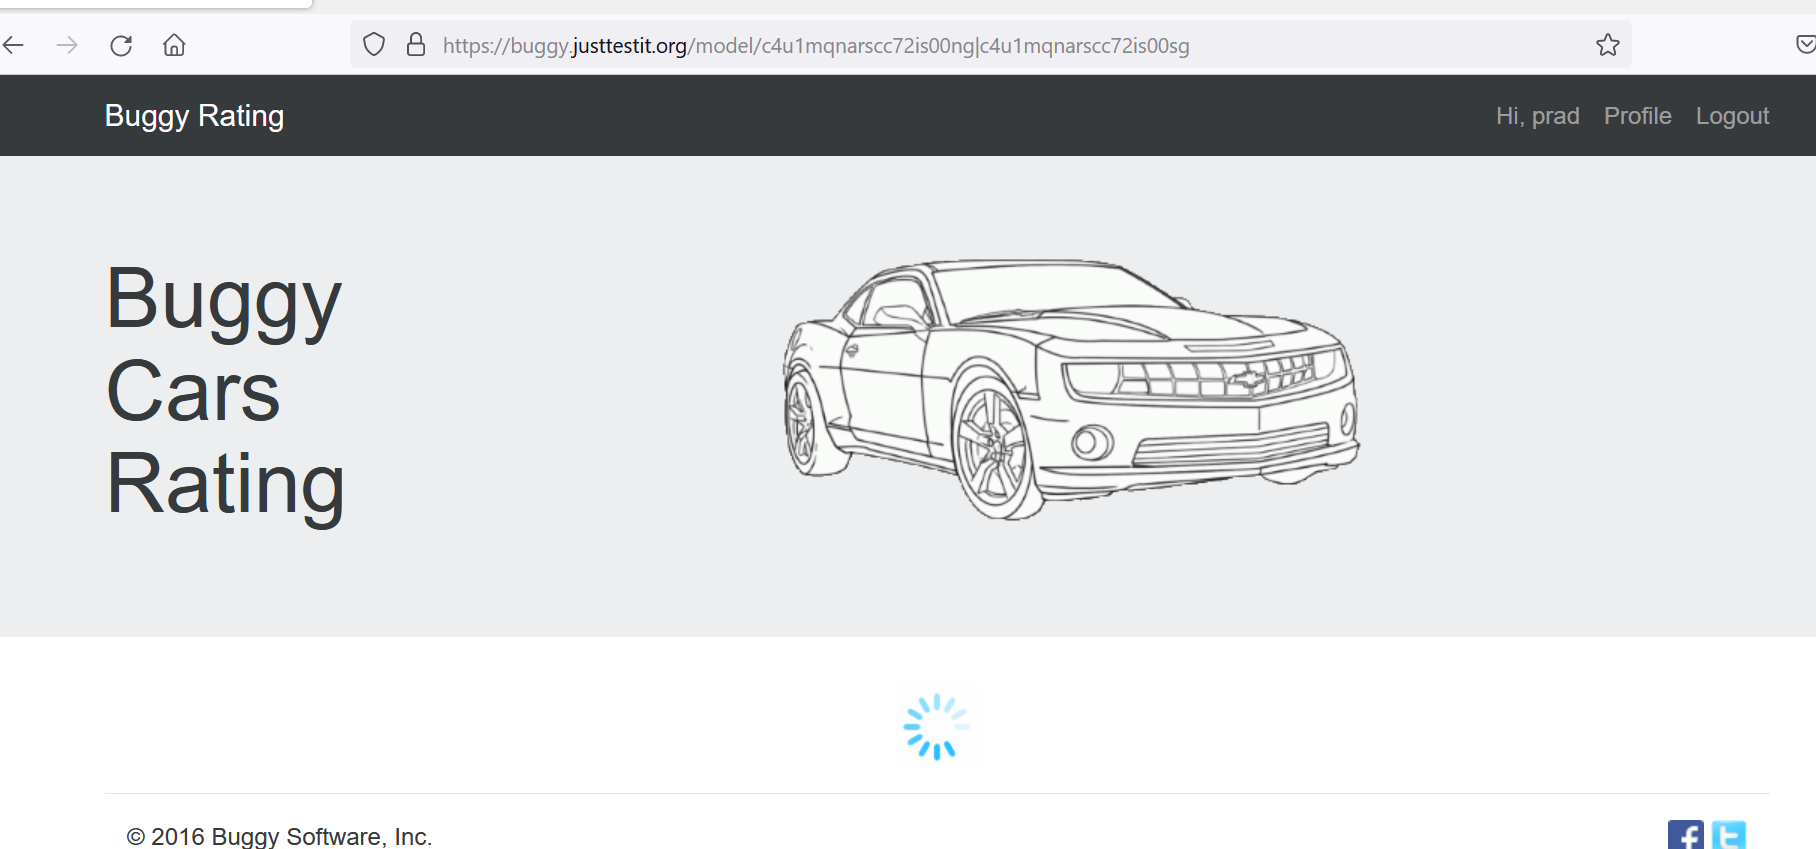 https://buggy.justtestit.org/model/c4u1mqnarscc72is00ng|c4u1mqnarscc72is00sg
Buggy Rating
Hi, prad Profile Logout
Buggy
Cars
Rating
© 2016 Buggy Software, Inc.